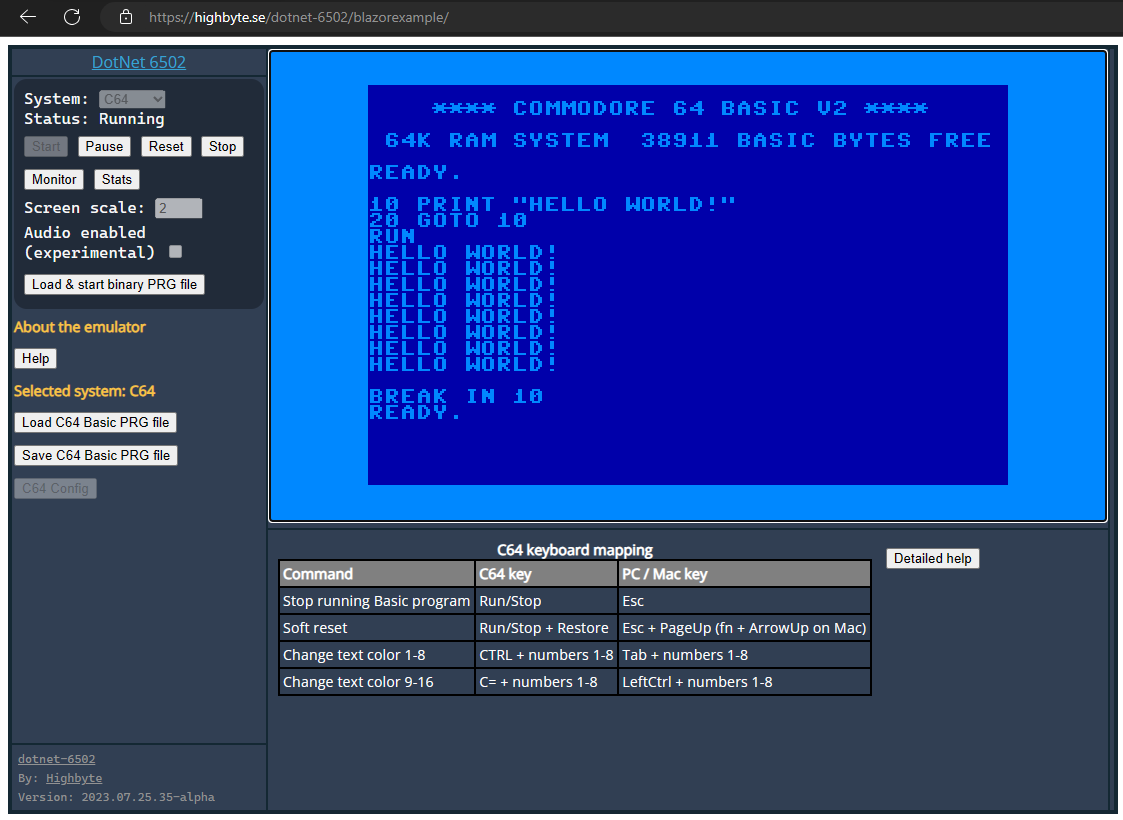 https://highbyte.se/dotnet-6502/blazorexample/
DotNet 6502
System: C64
Status: Running
Start Pause Reset Stop
Monitor Stats
Screen scale: 2
Audio enabled
(experimental)
Load & start binary PRG file
About the emulator
Help
Selected system: C64
Load C64 Basic PRG file
Save C64 Basic PRG file
C64 Config
dotnet-6502
By: Highbyte
Version: 2023.07.25.35-alpha
**** COMMODORE 64 BASIC V2 ****
64K RAM SYSTEM 38911 BASIC BYTES FREE
READY.
10 PRINT "HELLO WORLD!"
20 GOTO 10
RUN
HELLO WORLD!
HELLO WORLD!
HELLO WORLD!
HELLO WORLD!
HELLO WORLD!
HELLO WORLD!
HELLO WORLD!
HELLO WORLD!
BREAK IN 10
READY.
C64 keyboard mapping
Command C64 key PC / Mac key
Stop running Basic program Run/Stop Esc
Soft reset Run/Stop + Restore Esc + PageUp (fn + ArrowUp on Mac)
Change text color 1-8 CTRL + numbers 1-8 Tab + numbers 1-8
Change text color 9-16 C= + numbers 1-8 LeftCtrl + numbers 1-8
Detailed help